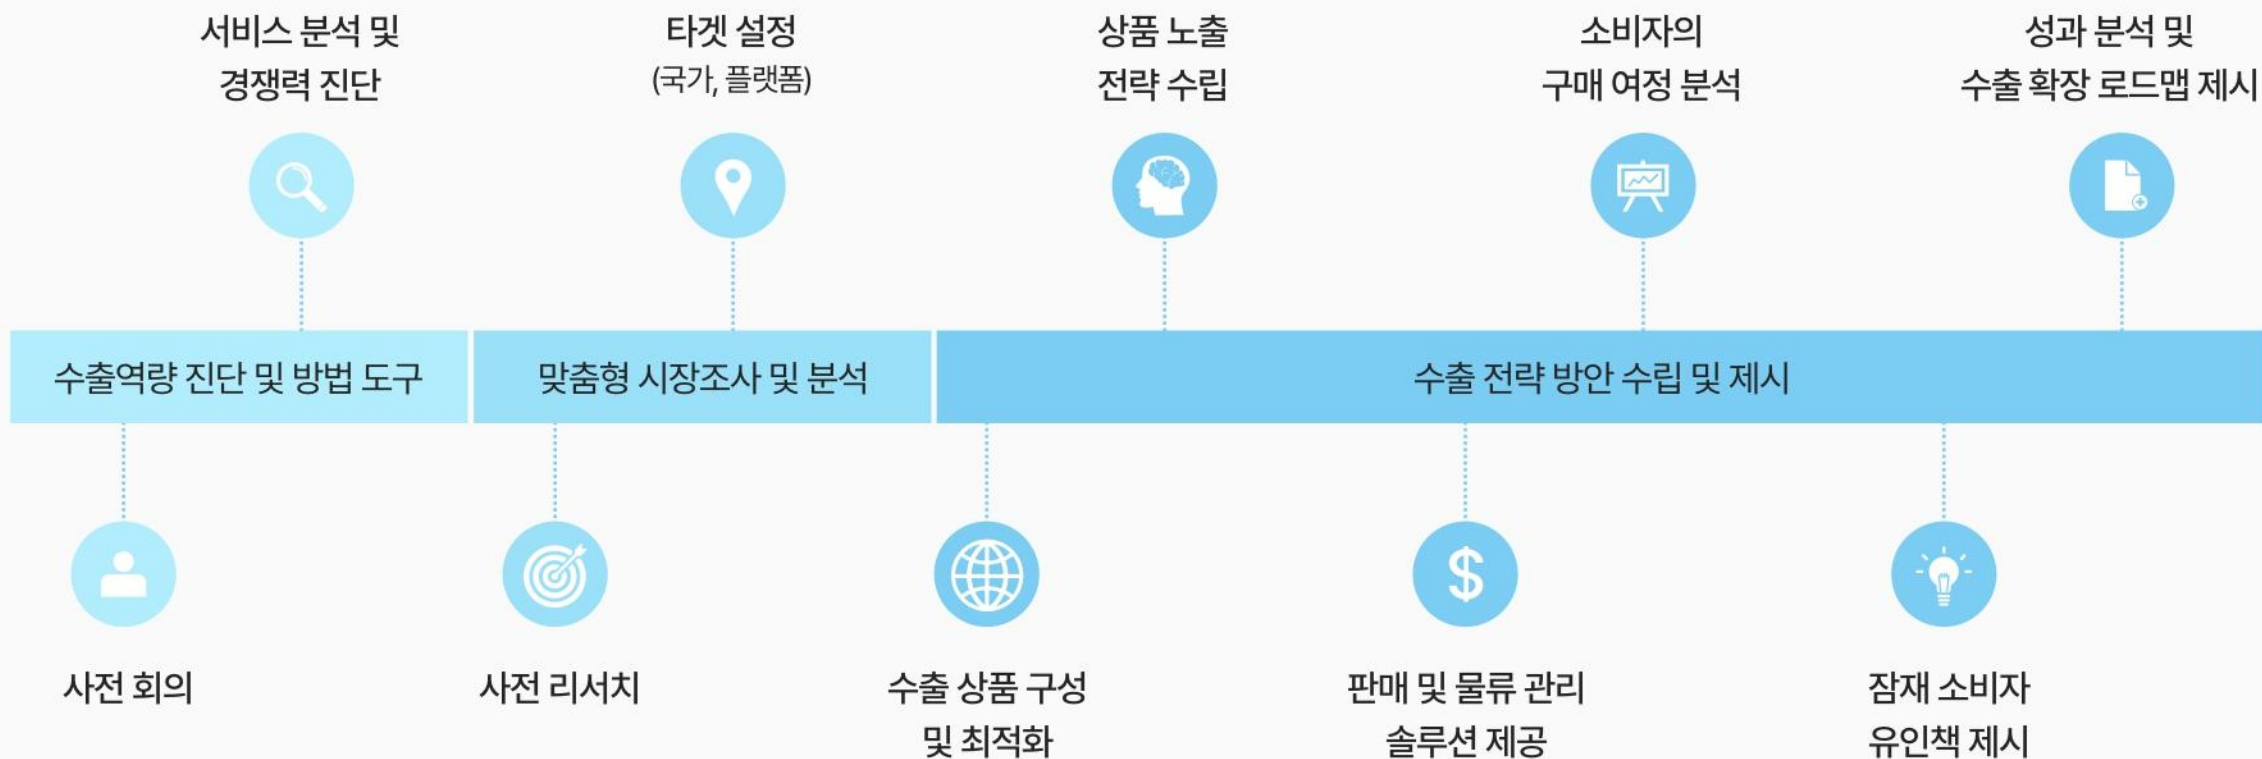 서비스 분석 및
경쟁력 진단
타겟 설정
(국가, 플랫폼)
상품 노출
전략 수립
소비자의
구매 여정 분석
성과 분석 및
수출 확장 로드맵 제시
수출역량 진단 및 방법 도구
맞춤형 시장조사 및 분석
수출 전략 방안 수립 및 제시
사전 회의
사전 리서치
수출 상품 구성
및 최적화
판매 및 물류 관리
솔루션 제공
잠재 소비자
유인책 제시